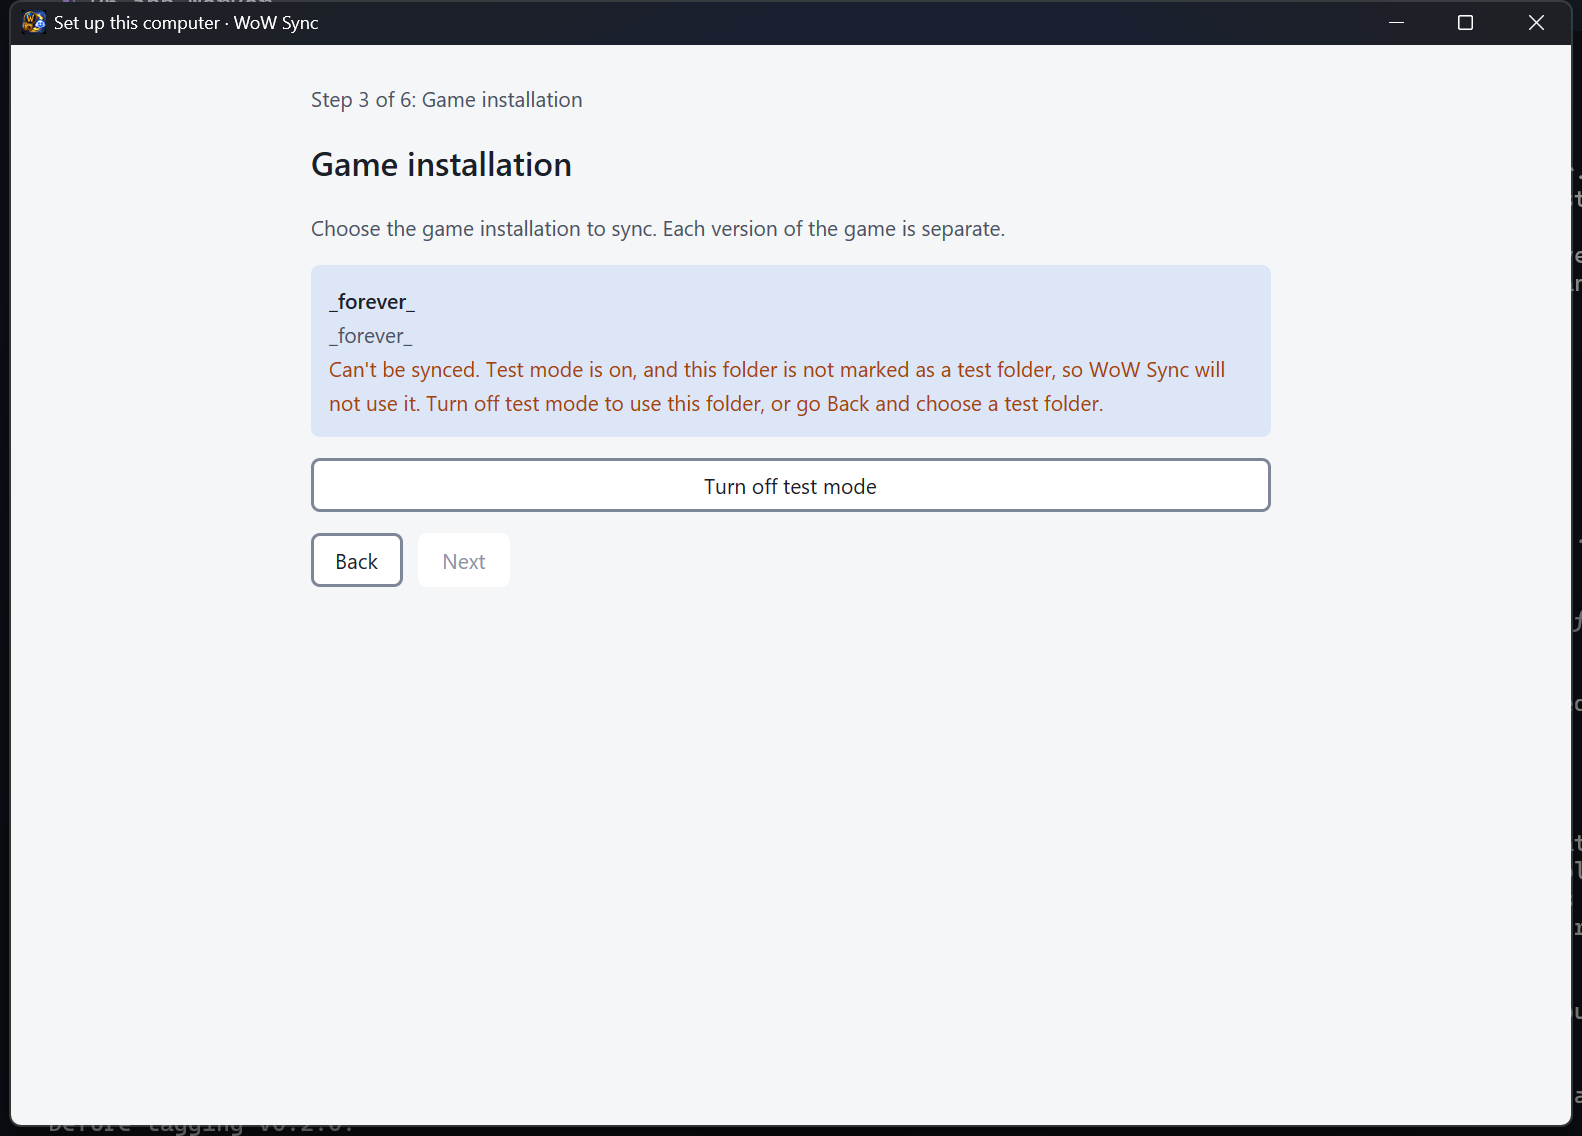 Set up this computer · WoW Sync
Step 3 of 6: Game installation
Game installation
Choose the game installation to sync. Each version of the game is separate.
_forever_
_forever_
Can't be synced. Test mode is on, and this folder is not marked as a test folder, so WoW Sync will
not use it. Turn off test mode to use this folder, or go Back and choose a test folder.
Turn off test mode
Back
Next